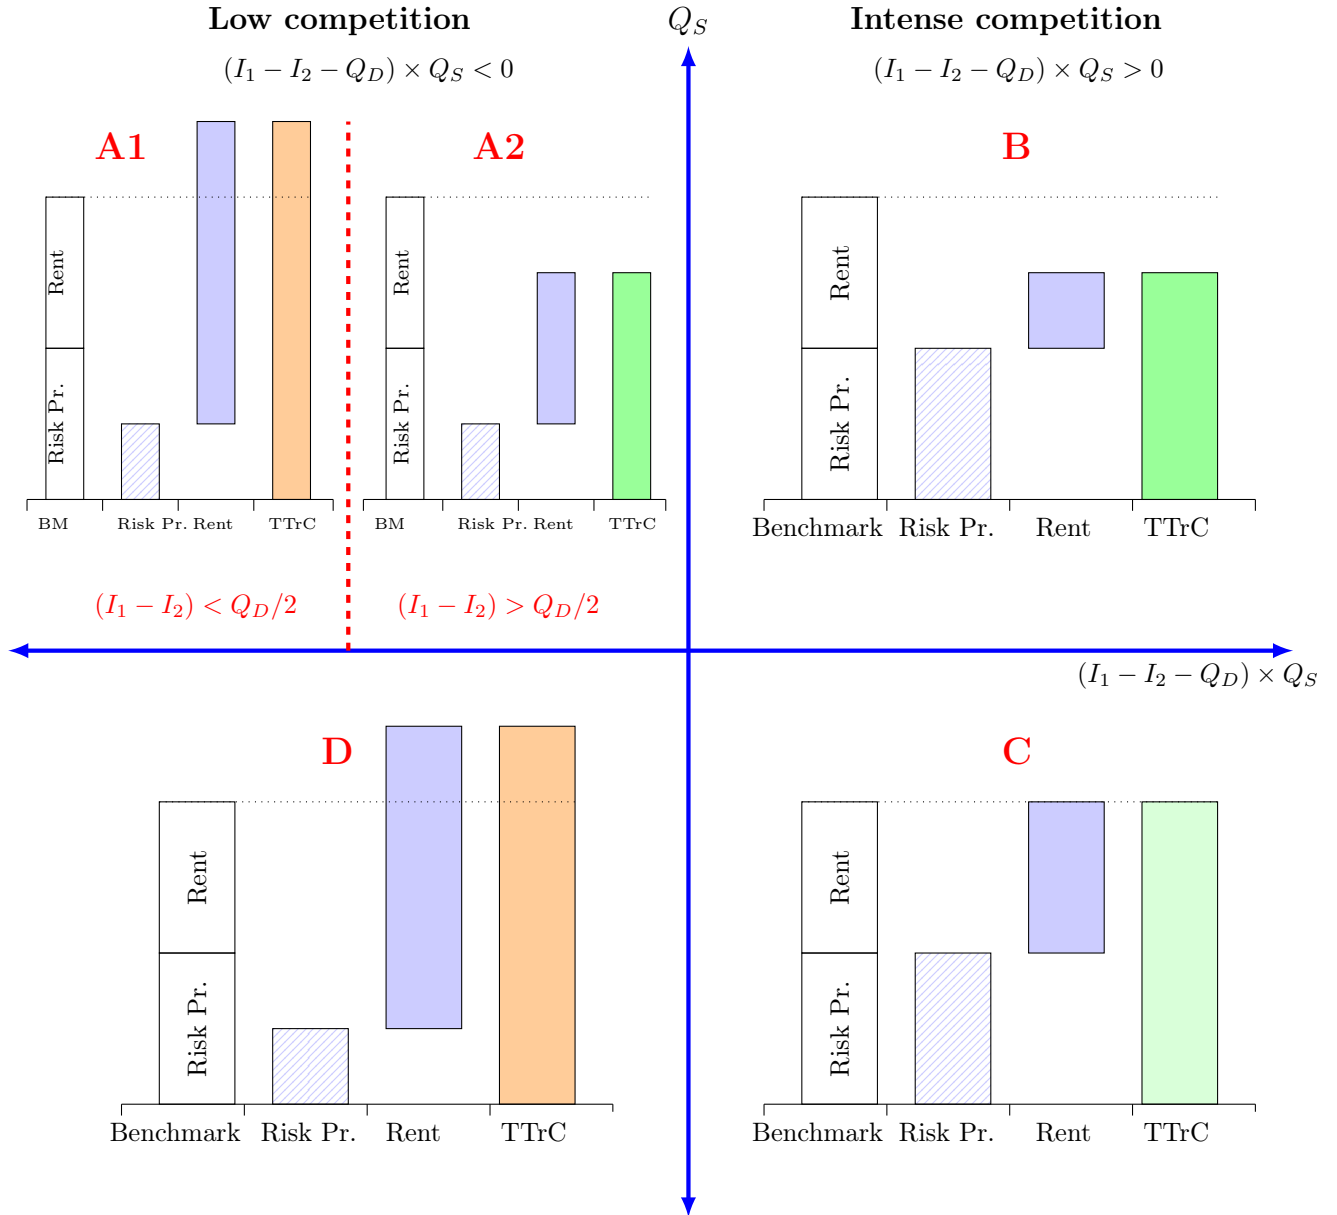 Low competition
Q_S
Intense competition
(I_1 − I_2 − Q_D) × Q_S < 0
(I_1 − I_2 − Q_D) × Q_S > 0
A1
A2
B
Rent
Risk Pr.
BM
Risk Pr.
Rent
TTrC
Rent
Risk Pr.
BM
Risk Pr.
Rent
TTrC
Rent
Risk Pr.
Benchmark
Risk Pr.
Rent
TTrC
(I_1 − I_2) < Q_D/2
(I_1 − I_2) > Q_D/2
(I_1 − I_2 − Q_D) × Q_S
D
C
Rent
Risk Pr.
Benchmark
Risk Pr.
Rent
TTrC
Rent
Risk Pr.
Benchmark
Risk Pr.
Rent
TTrC